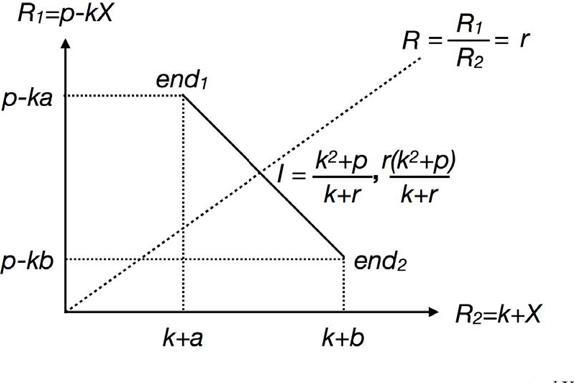 R₁=p-kX
R = R₁/R₂ = r
end₁
p-ka
I = k²+p/k+r, r(k²+p)/k+r
p-kb
end₂
R₂=k+X
k+a
k+b